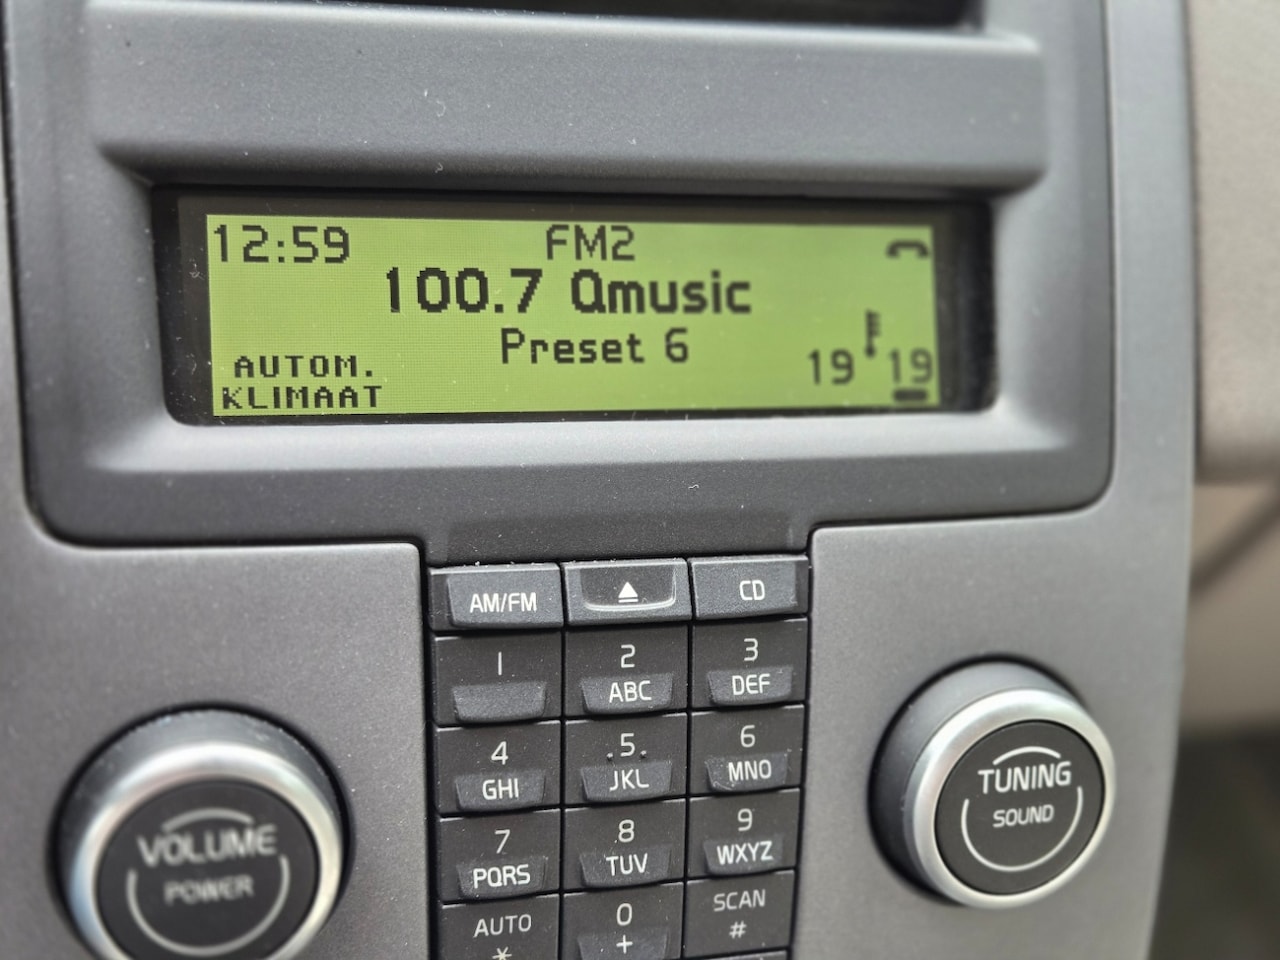 12:59 FM2
100.7 Qmusic
Preset 6
AUTOM.
KLIMAAT
19 19
AM/FM CD
1 2 3
ABC DEF
4 5 6
GHI JKL MNO
7 8 9
PQRS TUV WXYZ
AUTO 0 SCAN
* + #
VOLUME
POWER
TUNING
SOUND